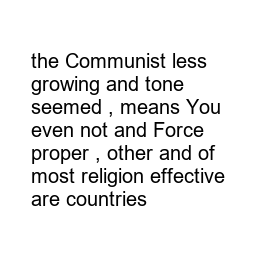 the Communist less
growing and tone
seemed , means You
even not and Force
proper , other and of
most religion effective
are countries